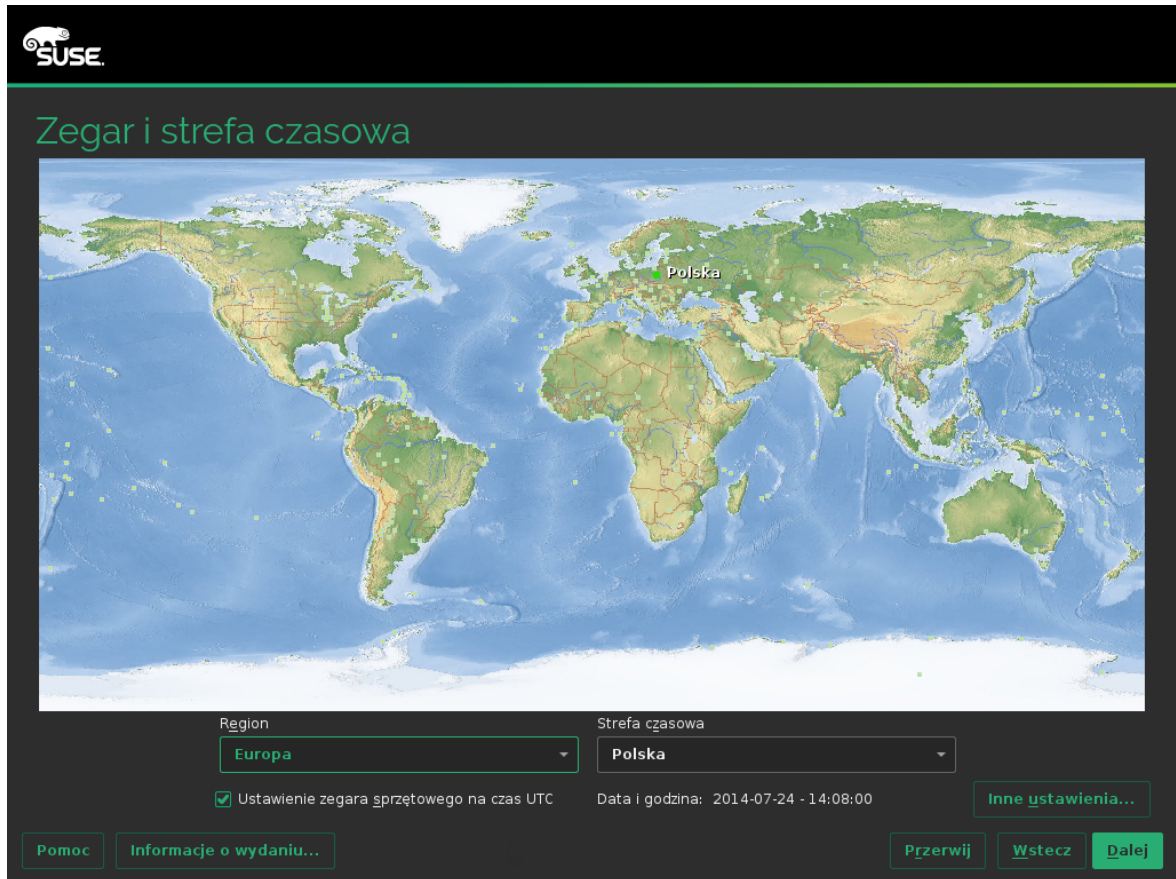 SUSE.
Zegar i strefa czasowa
Polska
Region
Strefa czasowa
Europa
Polska
Ustawienie zegara sprzętowego na czas UTC
Data i godzina: 2014-07-24 - 14:08:00
Inne ustawienia...
Pomoc
Informacje o wydaniu...
Przerwij
Wstecz
Dalej